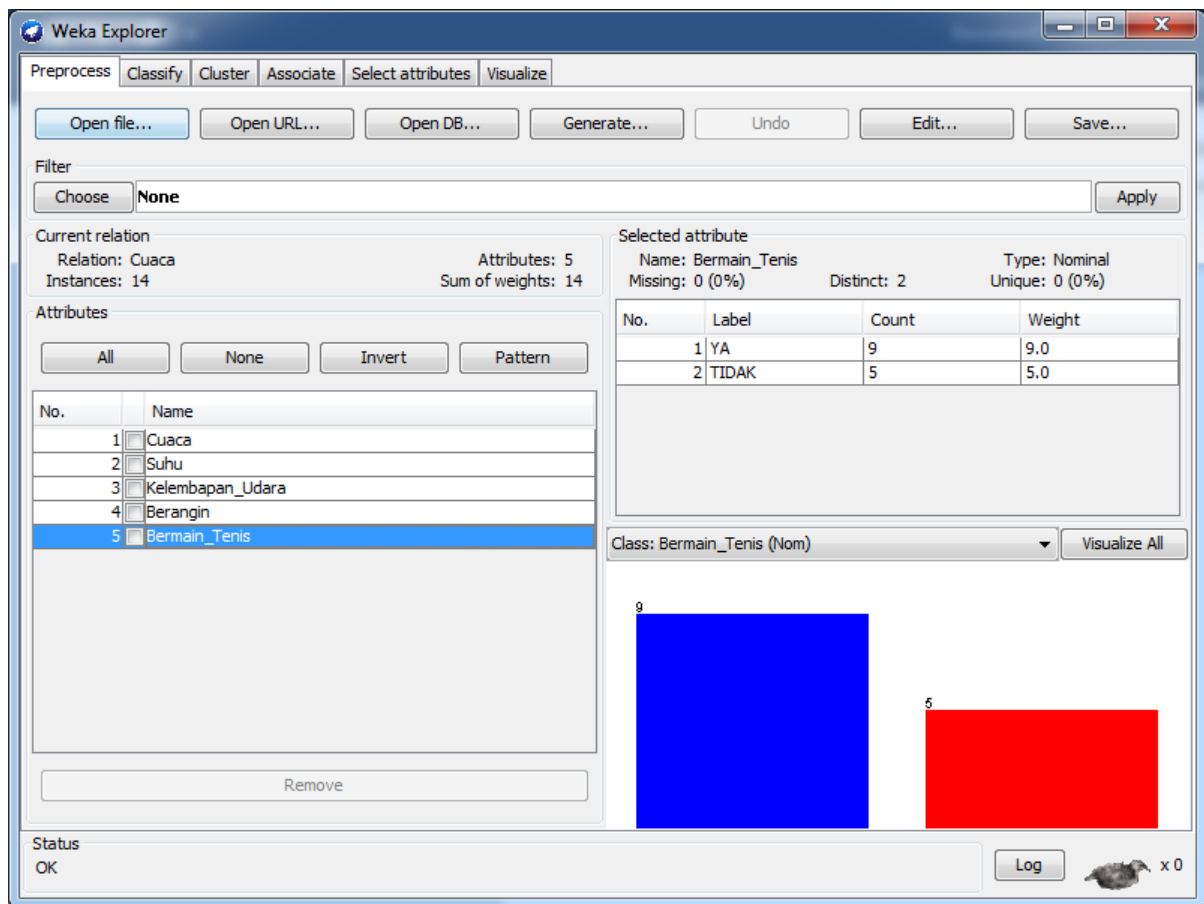 Weka Explorer
Preprocess Classify Cluster Associate Select attributes Visualize
Open file... Open URL... Open DB... Generate... Undo Edit... Save...
Filter
Choose None Apply
Current relation
Relation: Cuaca Attributes: 5
Instances: 14 Sum of weights: 14
Attributes
All None Invert Pattern
No. Name
1 Cuaca
2 Suhu
3 Kelembapan_Udara
4 Berangin
5 Bermain_Tenis
Remove
Selected attribute
Name: Bermain_Tenis Type: Nominal
Missing: 0 (0%) Distinct: 2 Unique: 0 (0%)
No. Label Count Weight
1 YA 9 9.0
2 TIDAK 5 5.0
Class: Bermain_Tenis (Nom) Visualize All
9
5
Status
OK Log x 0